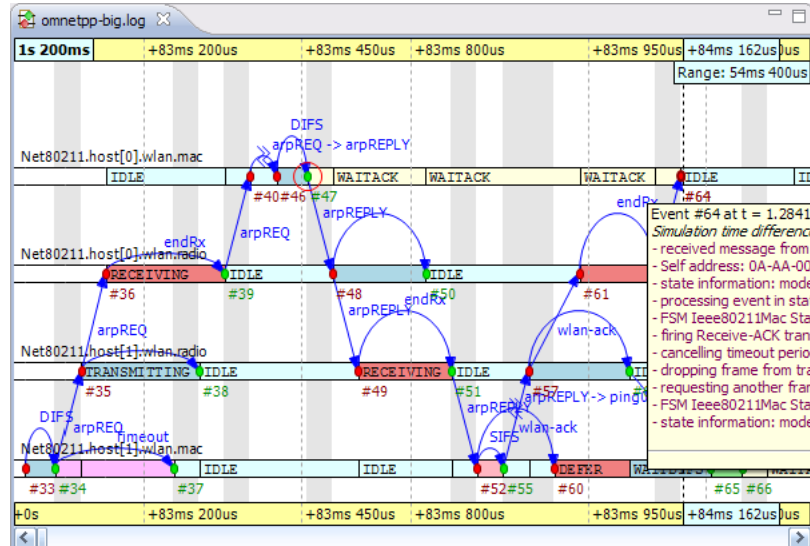 omnetpp-big.log
1s 200ms +83ms 200us +83ms 450us +83ms 800us +83ms 950us +84ms 162us 0us
Range: 54ms 400us
DIFS
arpREQ -> arpREPLY
Net80211.host[0].wlan.mac
IDLE WAITACK WAITACK WAITACK IDLE ID
#40 #46 #47 #64
arpREPLY endRx
endRx arpREQ
Net80211.host[0].wlan.radio
RECEIVING IDLE IDLE
#36 #39 #48 #50 #61
arpREPLY endRx
arpREQ wlan-ack
Net80211.host[1].wlan.radio
TRANSMITTING IDLE RECEIVING IDLE IDLE
#35 #38 #49 #51 #57
arpREPLY arpREPLY -> ping0
DIFS arpREQ timeout SIFS wlan-ack
Net80211.host[1].wlan.mac
IDLE IDLE DEFER
#33 #34 #37 #52 #55 #60 #65 #66
Event #64 at t = 1.2841
Simulation time difference
- received message from
- Self address: 0A-AA-00
- state information: mode
- processing event in sta
- FSM Ieee80211Mac Sta
- firing Receive-ACK tran
- cancelling timeout perio
- dropping frame from tra
- requesting another fran
- FSM Ieee80211Mac Sta
- state information: mode
+0s +83ms 200us +83ms 450us +83ms 800us +83ms 950us +84ms 162us 0us